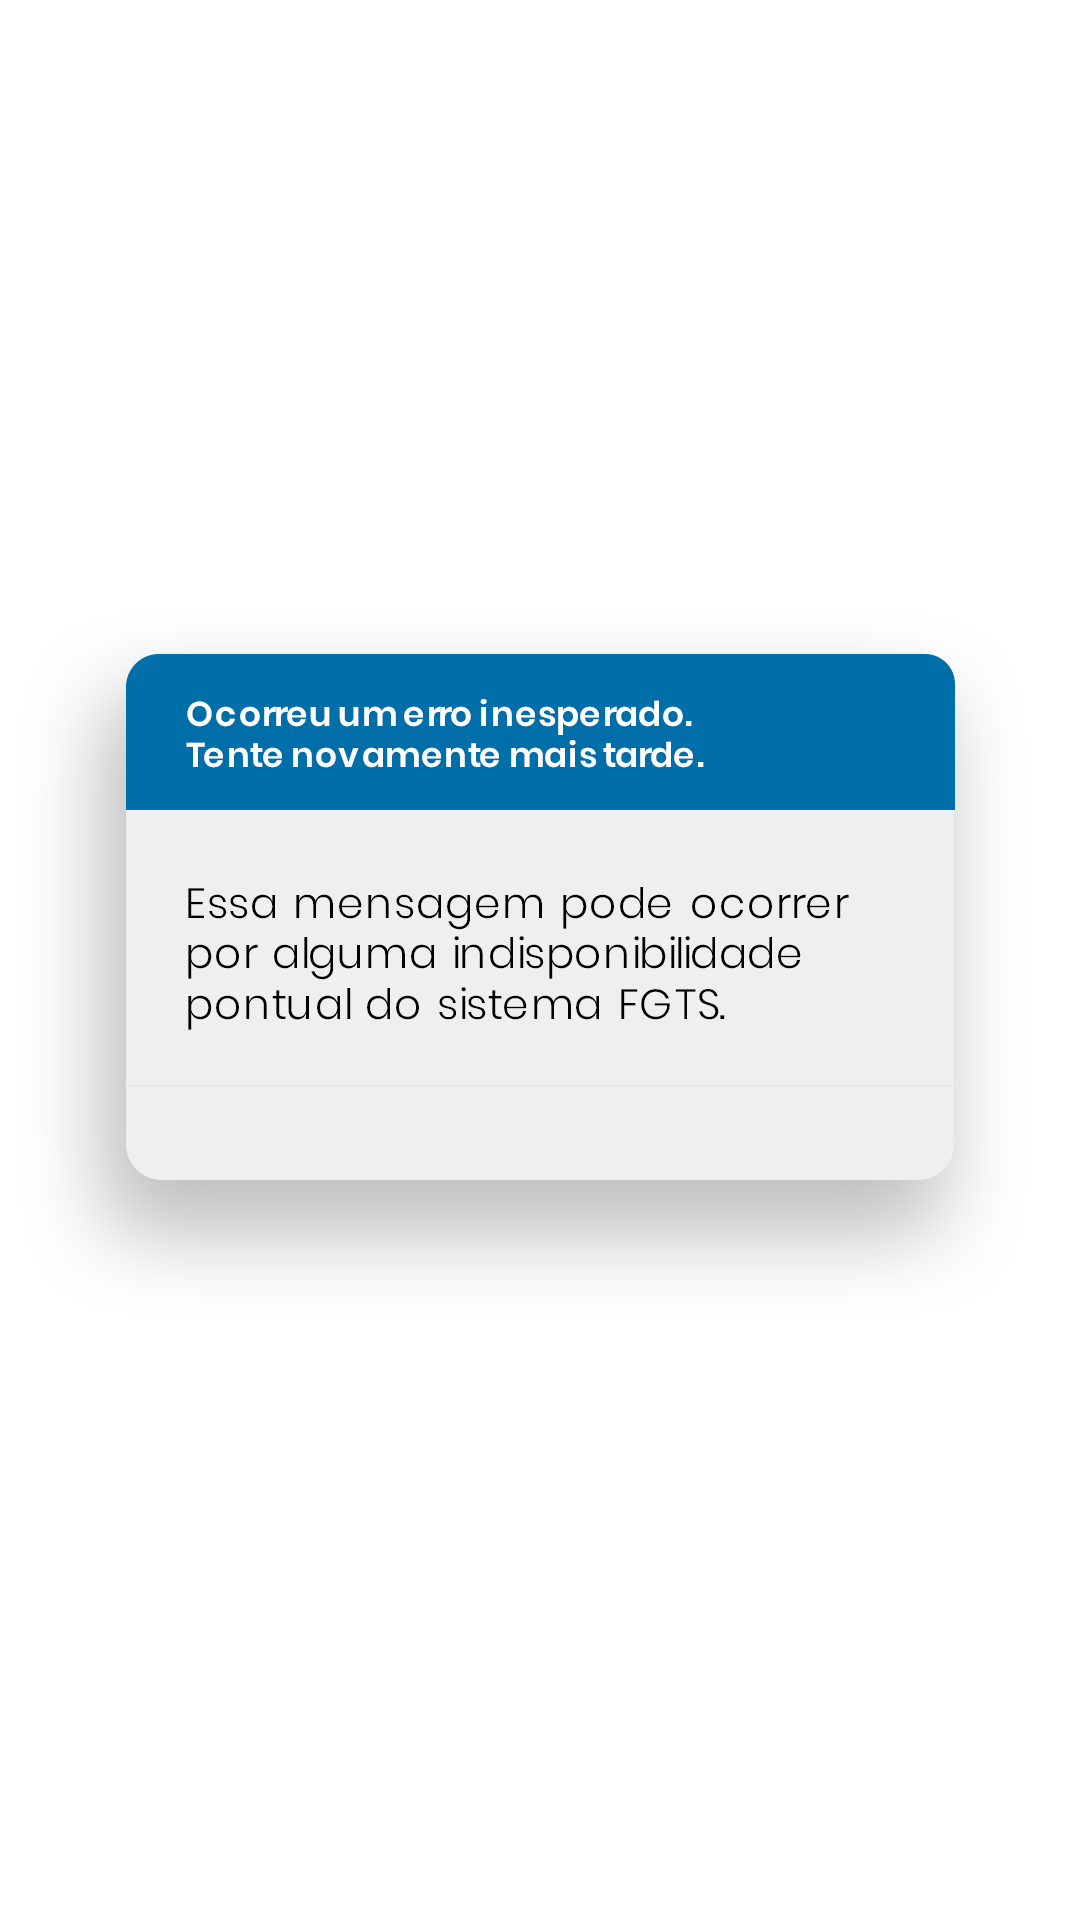 Ocorreu um erro inesperado.
Tente novamente mais tarde.
Essa mensagem pode ocorrer
por alguma indisponibilidade
pontual do sistema FGTS.